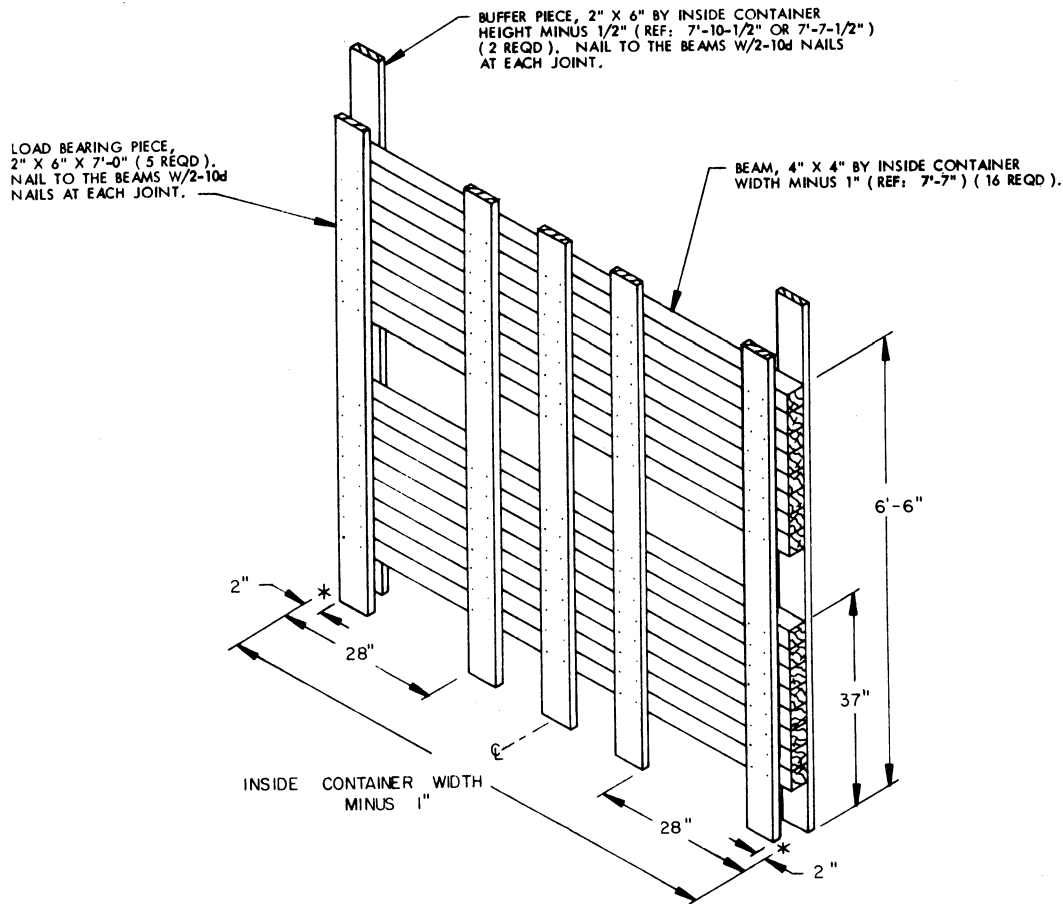 BUFFER PIECE, 2" X 6" BY INSIDE CONTAINER
HEIGHT MINUS 1/2" ( REF: 7'-10-1/2" OR 7'-7-1/2" )
( 2 REQD ). NAIL TO THE BEAMS W/2-10d NAILS
AT EACH JOINT.
LOAD BEARING PIECE,
2" X 6" X 7'-0" ( 5 REQD ).
NAIL TO THE BEAMS W/2-10d
NAILS AT EACH JOINT.
BEAM, 4" X 4" BY INSIDE CONTAINER
WIDTH MINUS 1" ( REF: 7'-7" ) ( 16 REQD ).
6'-6"
2"
*
28"
37"
℄
INSIDE CONTAINER WIDTH
MINUS 1"
28"
*
2"